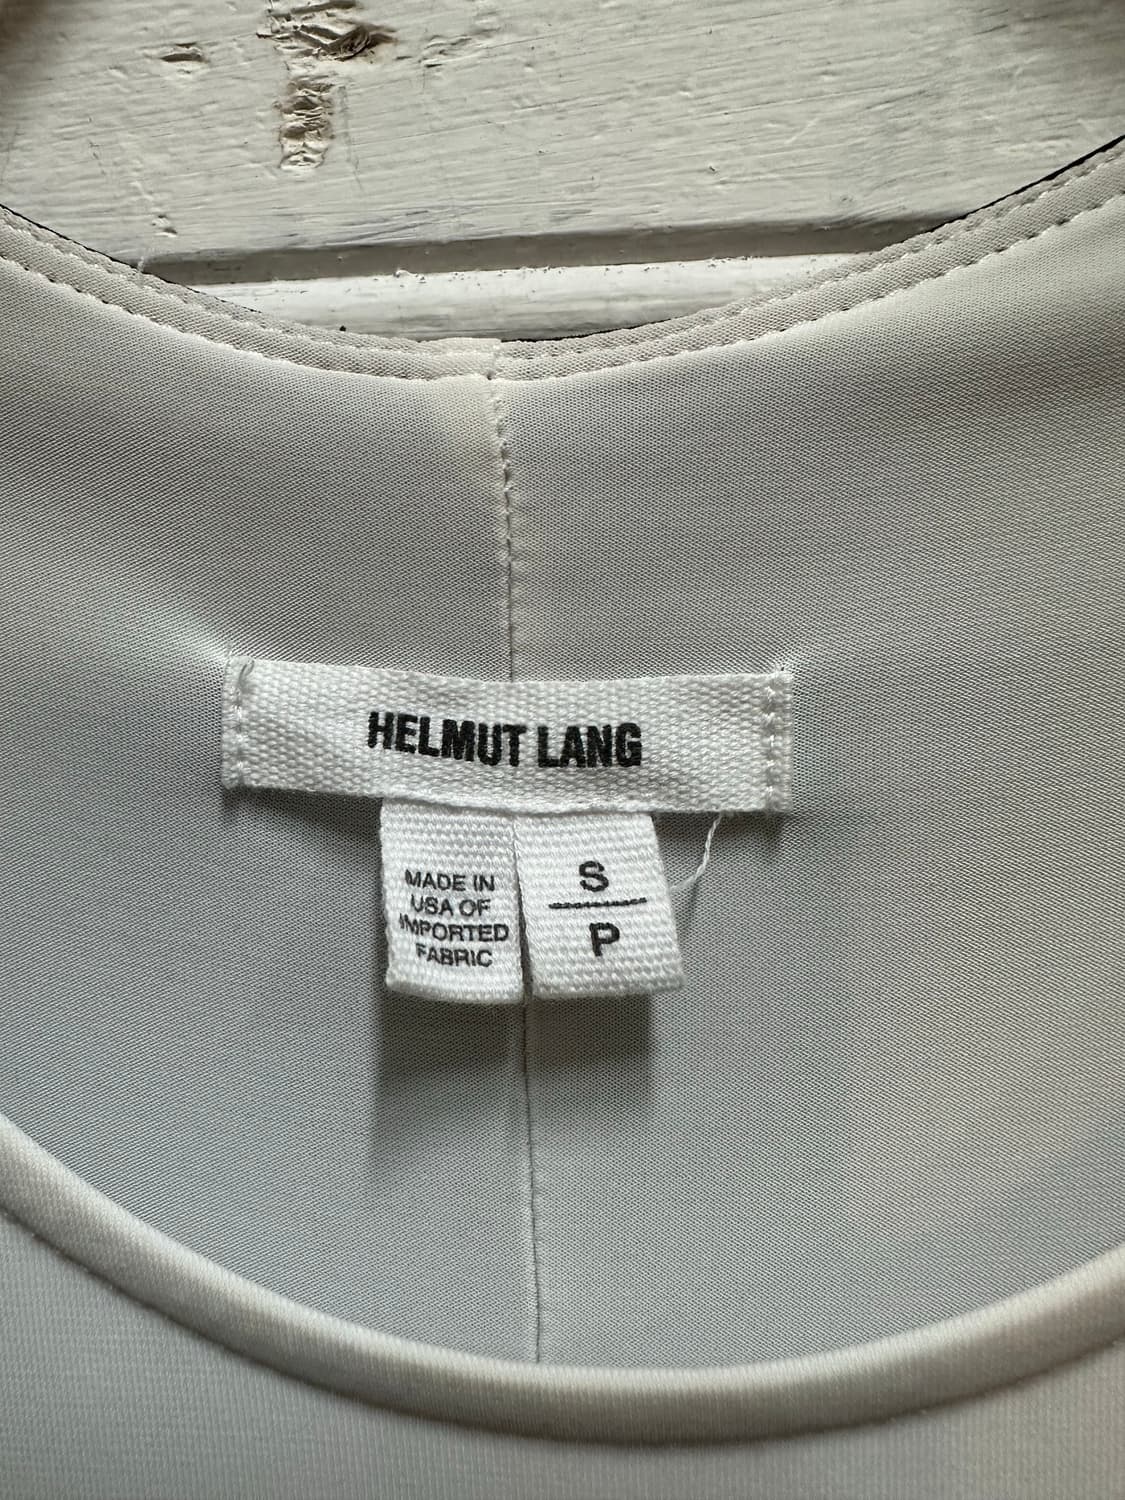 HELMUT LANG
MADE IN
USA OF
IMPORTED
FABRIC
S
P